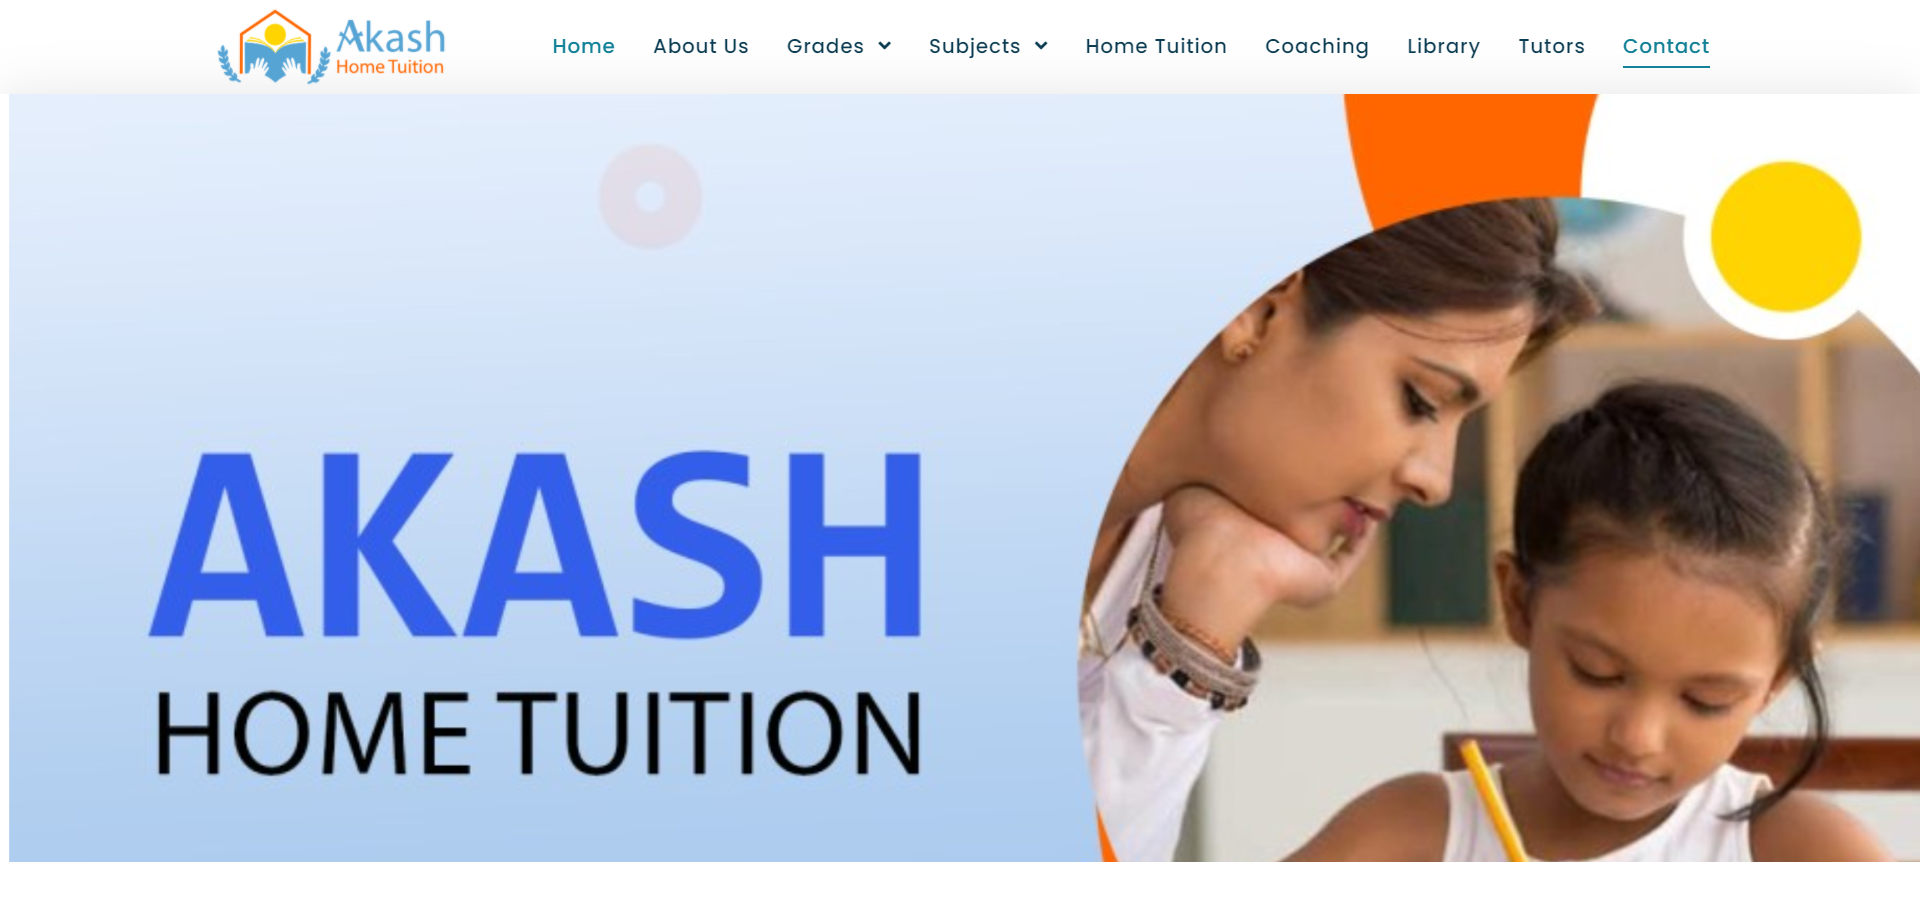 Akash
Home Tuition
Home About Us Grades Subjects Home Tuition Coaching Library Tutors Contact
AKASH
HOME TUITION